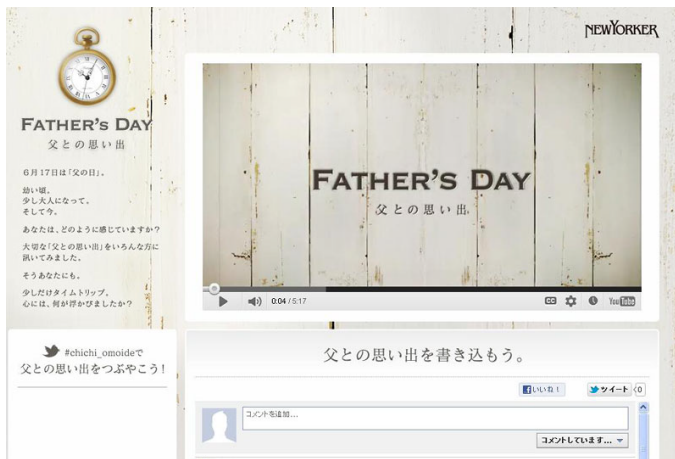 NEWYORKER
FATHER'S DAY
父との思い出
6月17日は「父の日」。
幼い頃。
少し大人になって。
そして今。
あなたは、どのように感じていますか？
大切な「父との思い出」をいろんな方に
訊いてみました。
そうあなたにも。
少しだけタイムトリップ。
心には、何が浮かびましたか？
FATHER'S DAY
父との思い出
0:04 / 5:17
CC
YouTube
#chichi_omoideで
父との思い出をつぶやこう！
父との思い出を書き込もう。
いいね！
ツイート
0
コメントを追加...
コメントしています...